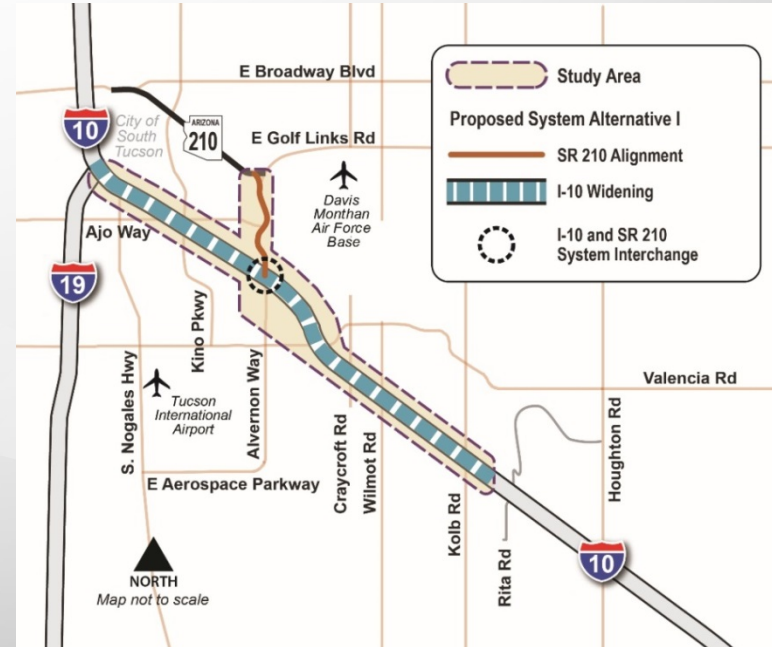 E Broadway Blvd
10
City of
South
Tucson
ARIZONA
210
E Golf Links Rd
Davis
Monthan
Air Force
Base
Ajo Way
19
Kino Pkwy
S. Nogales Hwy
Tucson
International
Airport
Alvernon Way
Valencia Rd
E Aerospace Parkway
Craycroft Rd
Wilmot Rd
Kolb Rd
Rita Rd
Houghton Rd
10
NORTH
Map not to scale
Study Area
Proposed System Alternative I
SR 210 Alignment
I-10 Widening
I-10 and SR 210
System Interchange